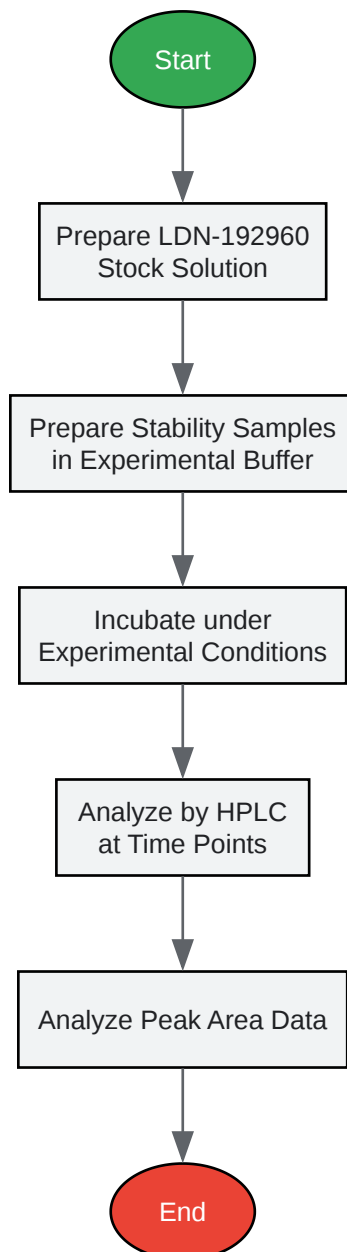 Start
Prepare LDN-192960
Stock Solution
Prepare Stability Samples
in Experimental Buffer
Incubate under
Experimental Conditions
Analyze by HPLC
at Time Points
Analyze Peak Area Data
End